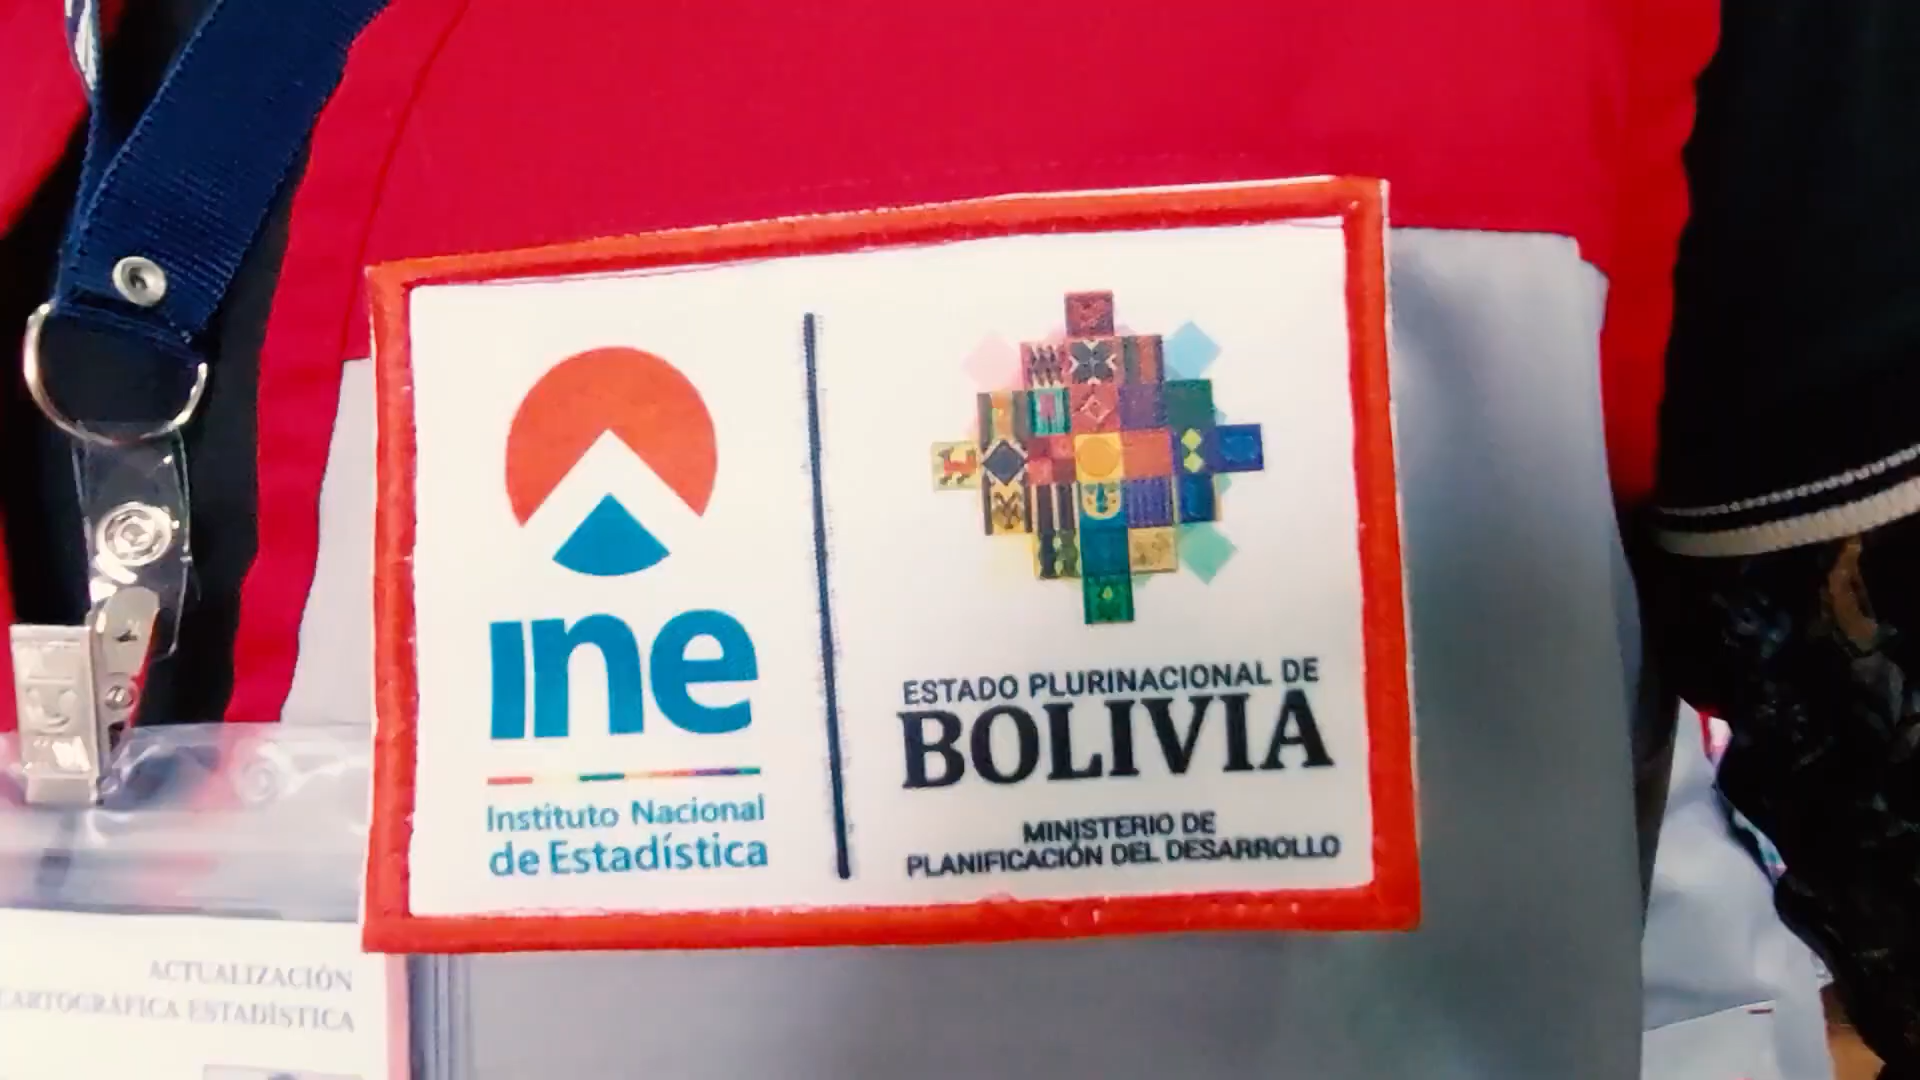 ine
Instituto Nacional
de Estadística
ESTADO PLURINACIONAL DE
BOLIVIA
MINISTERIO DE
PLANIFICACIÓN DEL DESARROLLO
ACTUALIZACIÓN
CARTOGRÁFICA ESTADÍSTICA